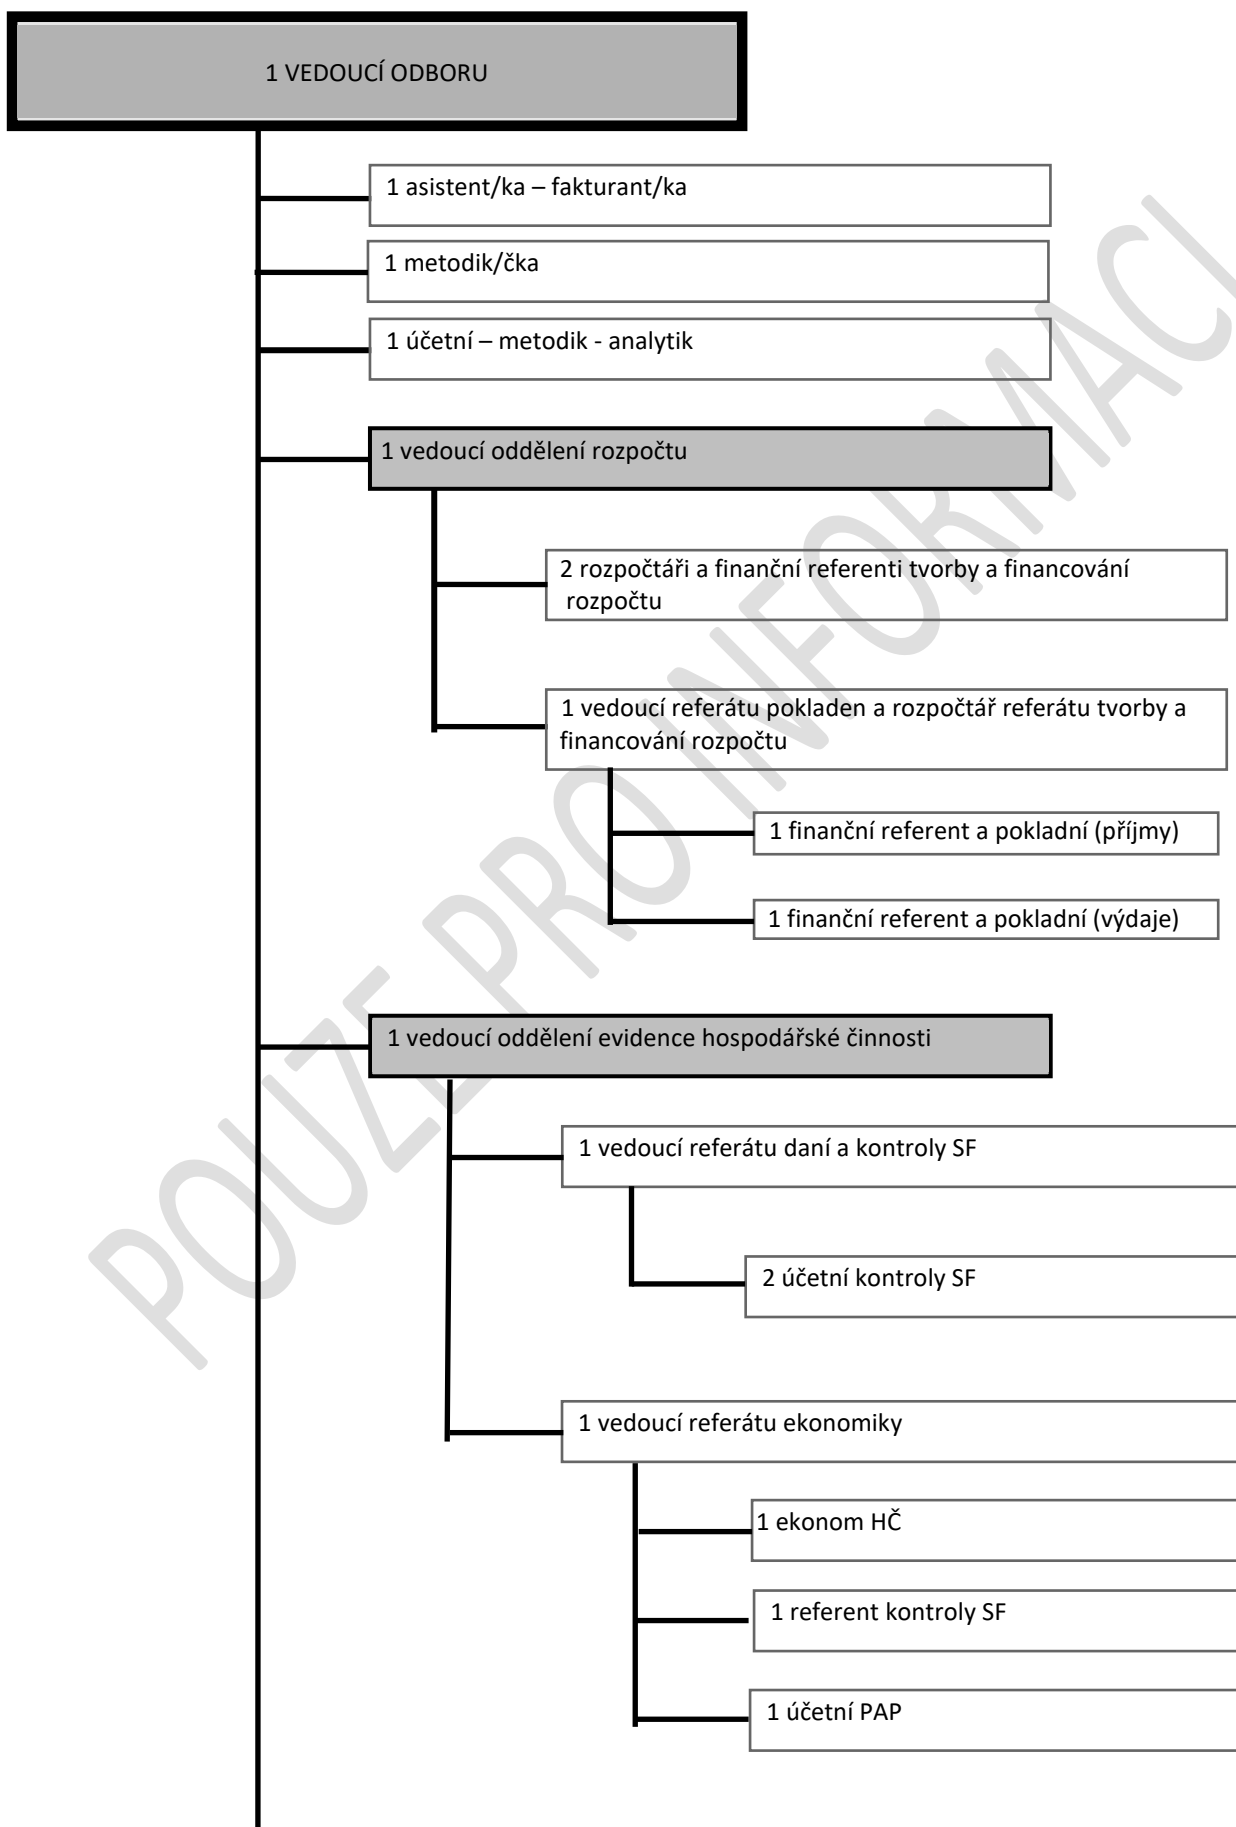 1 VEDOUCÍ ODBORU
1 asistent/ka – fakturant/ka
1 metodik/čka
1 účetní – metodik - analytik
1 vedoucí oddělení rozpočtu
2 rozpočtáři a finanční referenti tvorby a financování
rozpočtu
1 vedoucí referátu pokladen a rozpočtář referátu tvorby a
financování rozpočtu
1 finanční referent a pokladní (příjmy)
1 finanční referent a pokladní (výdaje)
1 vedoucí oddělení evidence hospodářské činnosti
1 vedoucí referátu daní a kontroly SF
2 účetní kontroly SF
1 vedoucí referátu ekonomiky
1 ekonom HČ
1 referent kontroly SF
1 účetní PAP
POUZE PRO INFORMACI